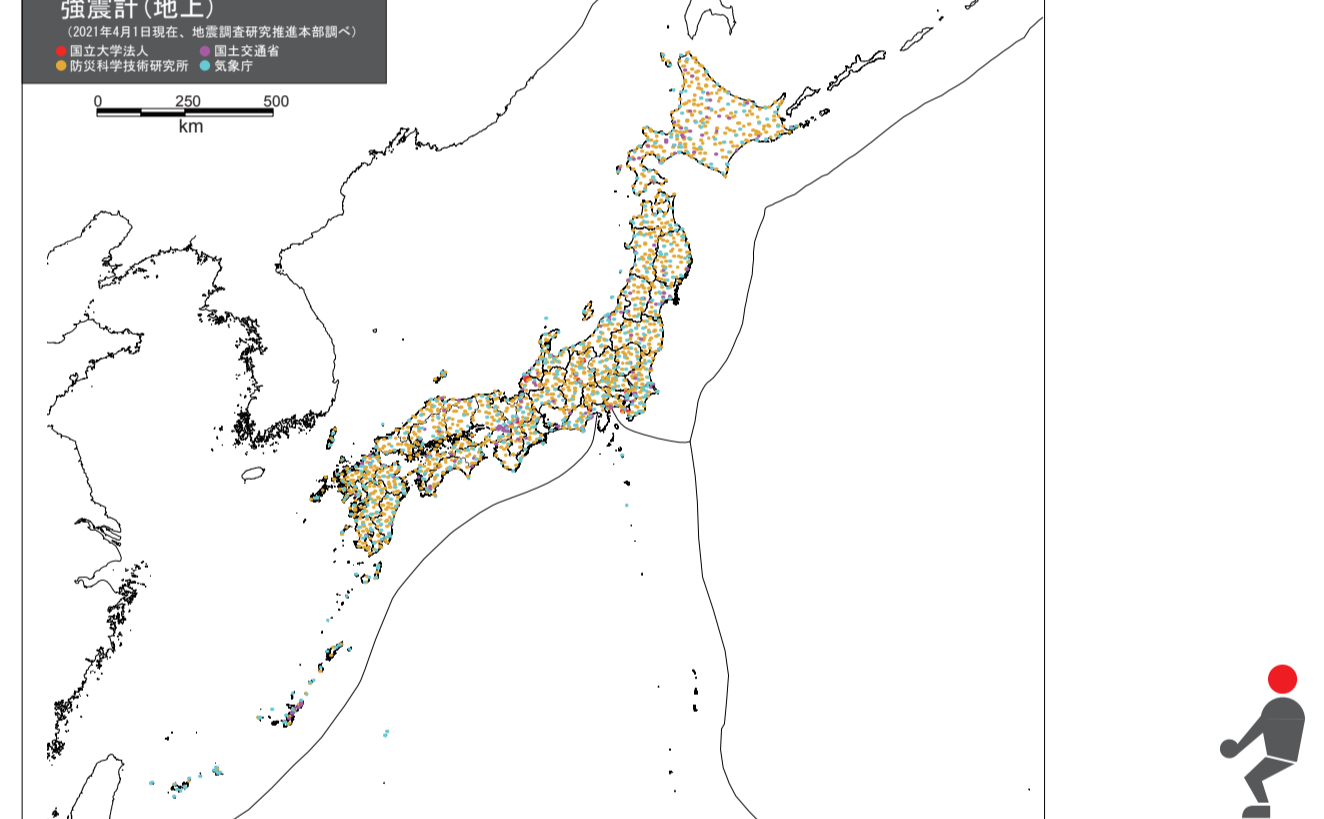 強震計(地上)
（2021年4月1日現在、地震調査研究推進本部調べ）
国立大学法人 国土交通省
防災科学技術研究所 気象庁
0 250 500
km